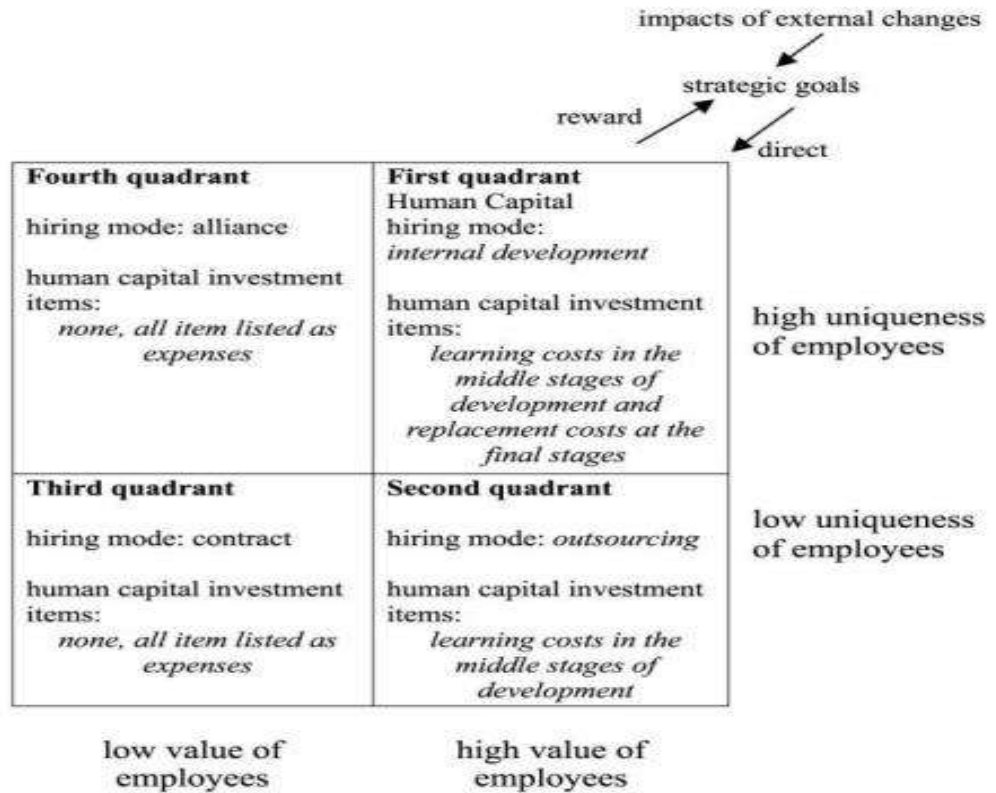 impacts of external changes
strategic goals
reward
direct
Fourth quadrant
hiring mode: alliance
human capital investment
items:
none, all item listed as
expenses
First quadrant
Human Capital
hiring mode:
internal development
human capital investment
items:
learning costs in the
middle stages of
development and
replacement costs at the
final stages
high uniqueness
of employees
Third quadrant
hiring mode: contract
human capital investment
items:
none, all item listed as
expenses
Second quadrant
hiring mode: outsourcing
human capital investment
items:
learning costs in the
middle stages of
development
low uniqueness
of employees
low value of
employees
high value of
employees